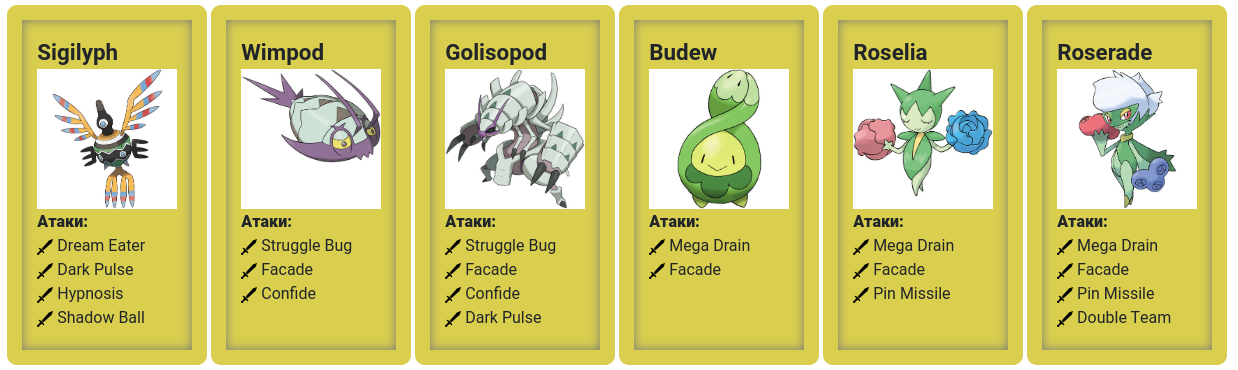 Sigilyph
Атаки:
Dream Eater
Dark Pulse
Hypnosis
Shadow Ball
Wimpod
Атаки:
Struggle Bug
Facade
Confide
Golisopod
Атаки:
Struggle Bug
Facade
Confide
Dark Pulse
Budew
Атаки:
Mega Drain
Facade
Roselia
Атаки:
Mega Drain
Facade
Pin Missile
Roserade
Атаки:
Mega Drain
Facade
Pin Missile
Double Team